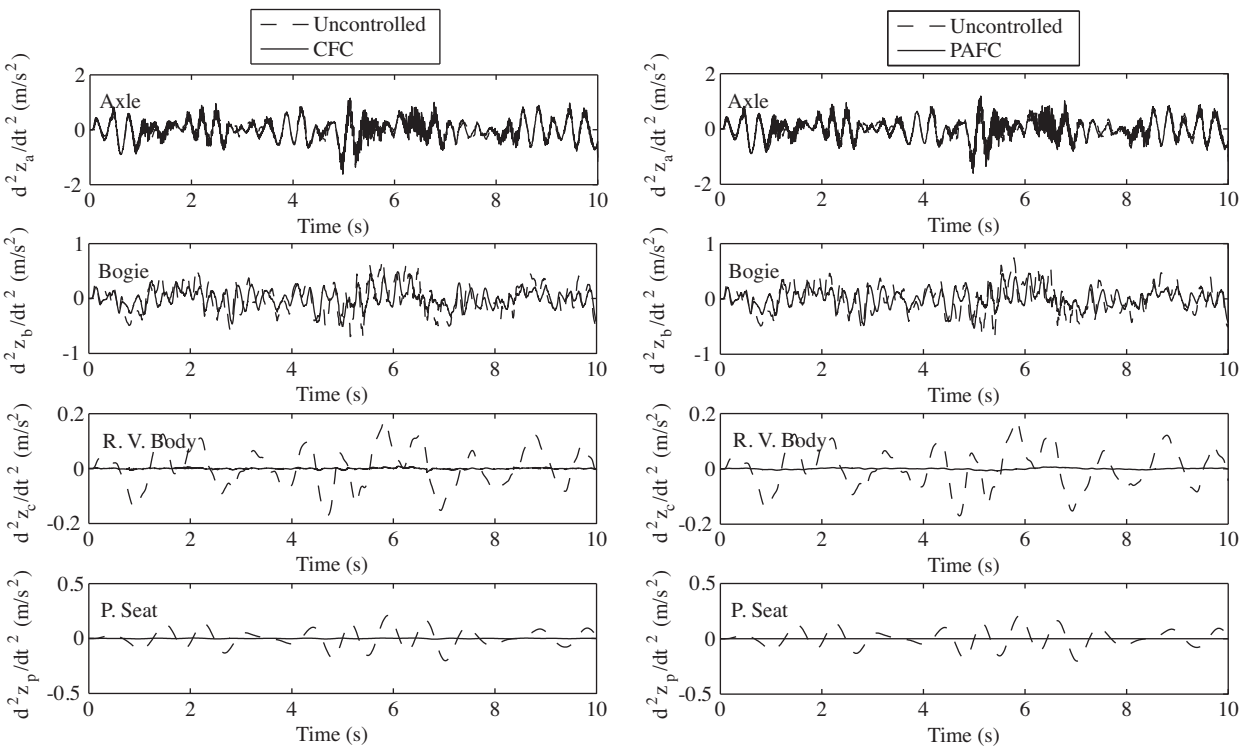 Uncontrolled
CFC
2
0
-2
d²z_a/dt² (m/s²)
Axle
0 2 4 6 8 10
Time (s)
1
0
-1
d²z_b/dt² (m/s²)
Bogie
0 2 4 6 8 10
Time (s)
0.2
0
-0.2
d²z_c/dt² (m/s²)
R. V. Body
0 2 4 6 8 10
Time (s)
0.5
0
-0.5
d²z_p/dt² (m/s²)
P. Seat
0 2 4 6 8 10
Time (s)
Uncontrolled
PAFC
2
0
-2
d²z_a/dt² (m/s²)
Axle
0 2 4 6 8 10
Time (s)
1
0
-1
d²z_b/dt² (m/s²)
Bogie
0 2 4 6 8 10
Time (s)
0.2
0
-0.2
d²z_c/dt² (m/s²)
R. V. Body
0 2 4 6 8 10
Time (s)
0.5
0
-0.5
d²z_p/dt² (m/s²)
P. Seat
0 2 4 6 8 10
Time (s)